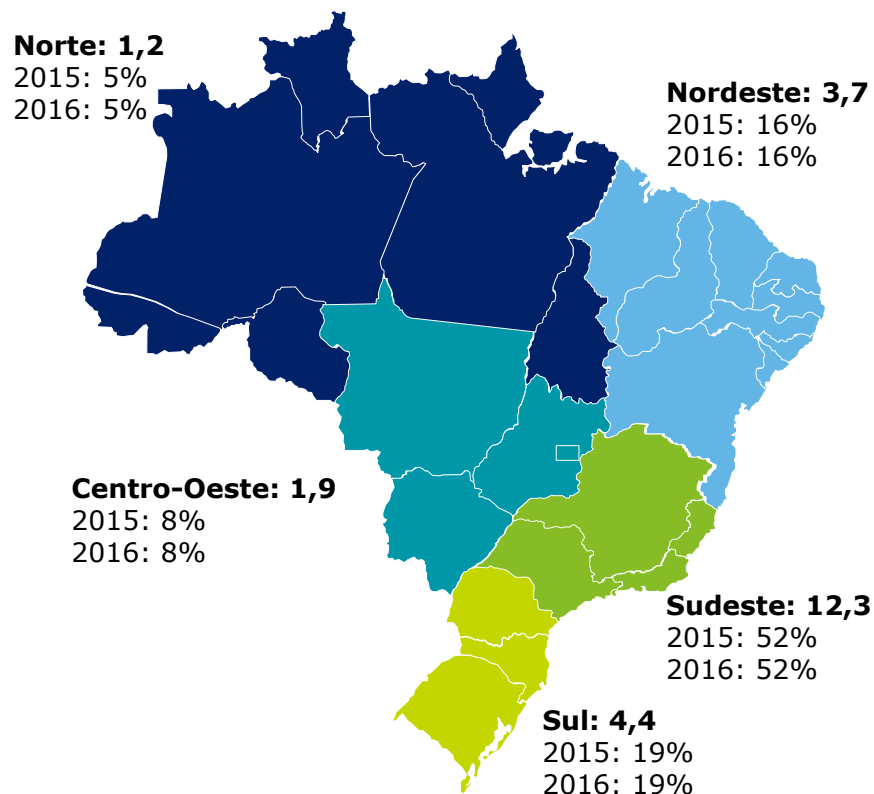 Norte: 1,2
2015: 5%
2016: 5%
Nordeste: 3,7
2015: 16%
2016: 16%
Centro-Oeste: 1,9
2015: 8%
2016: 8%
Sudeste: 12,3
2015: 52%
2016: 52%
Sul: 4,4
2015: 19%
2016: 19%